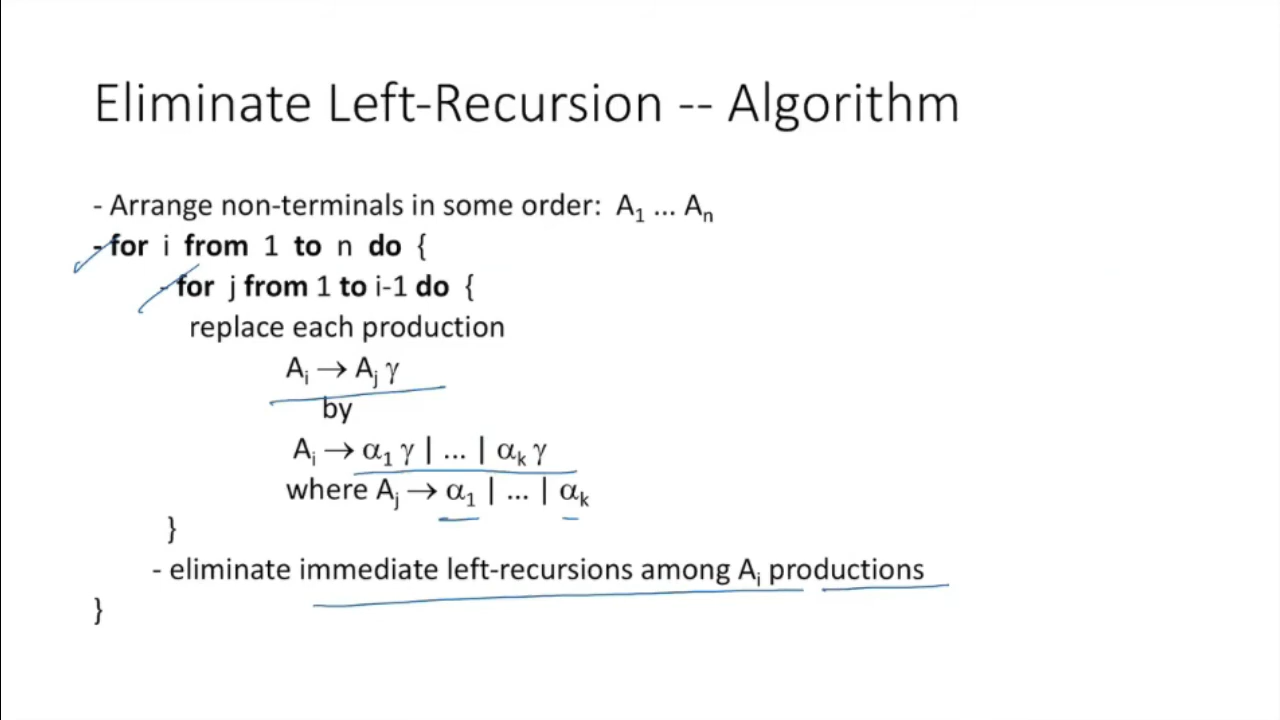 Eliminate Left-Recursion -- Algorithm
- Arrange non-terminals in some order: A₁ ... Aₙ
- for i from 1 to n do {
- for j from 1 to i-1 do {
replace each production
Aᵢ → Aⱼ γ
by
Aᵢ → α₁ γ | ... | αₖ γ
where Aⱼ → α₁ | ... | αₖ
}
- eliminate immediate left-recursions among Aᵢ productions
}